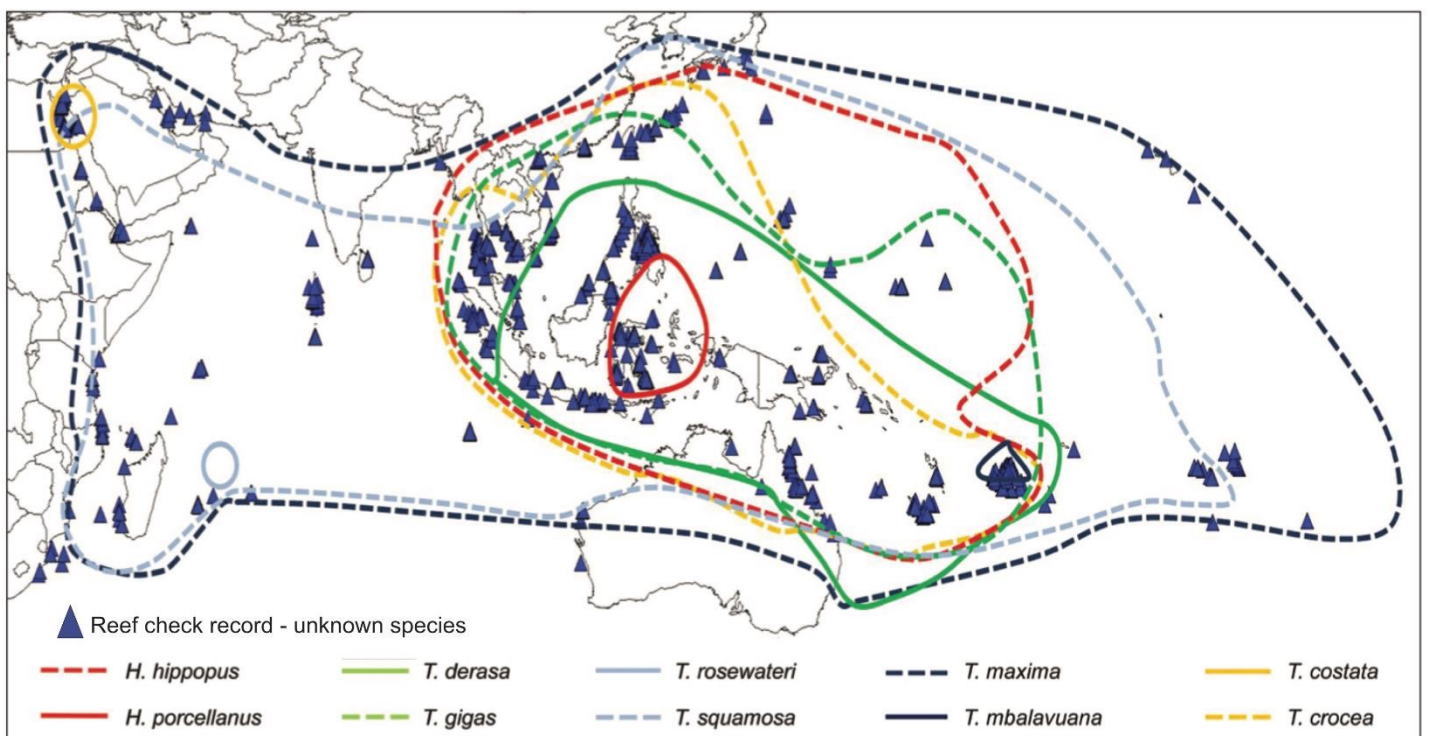 Reef check record - unknown species
H. hippopus T. derasa T. rosewateri T. maxima T. costata
H. porcellanus T. gigas T. squamosa T. mbalavuana T. crocea